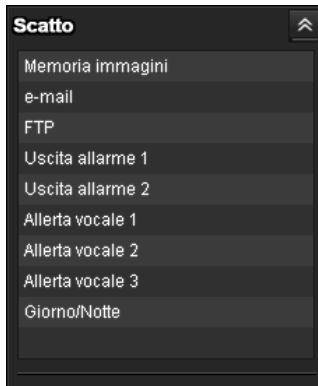 Scatto
Memoria immagini
e-mail
FTP
Uscita allarme 1
Uscita allarme 2
Allerta vocale 1
Allerta vocale 2
Allerta vocale 3
Giorno/Notte